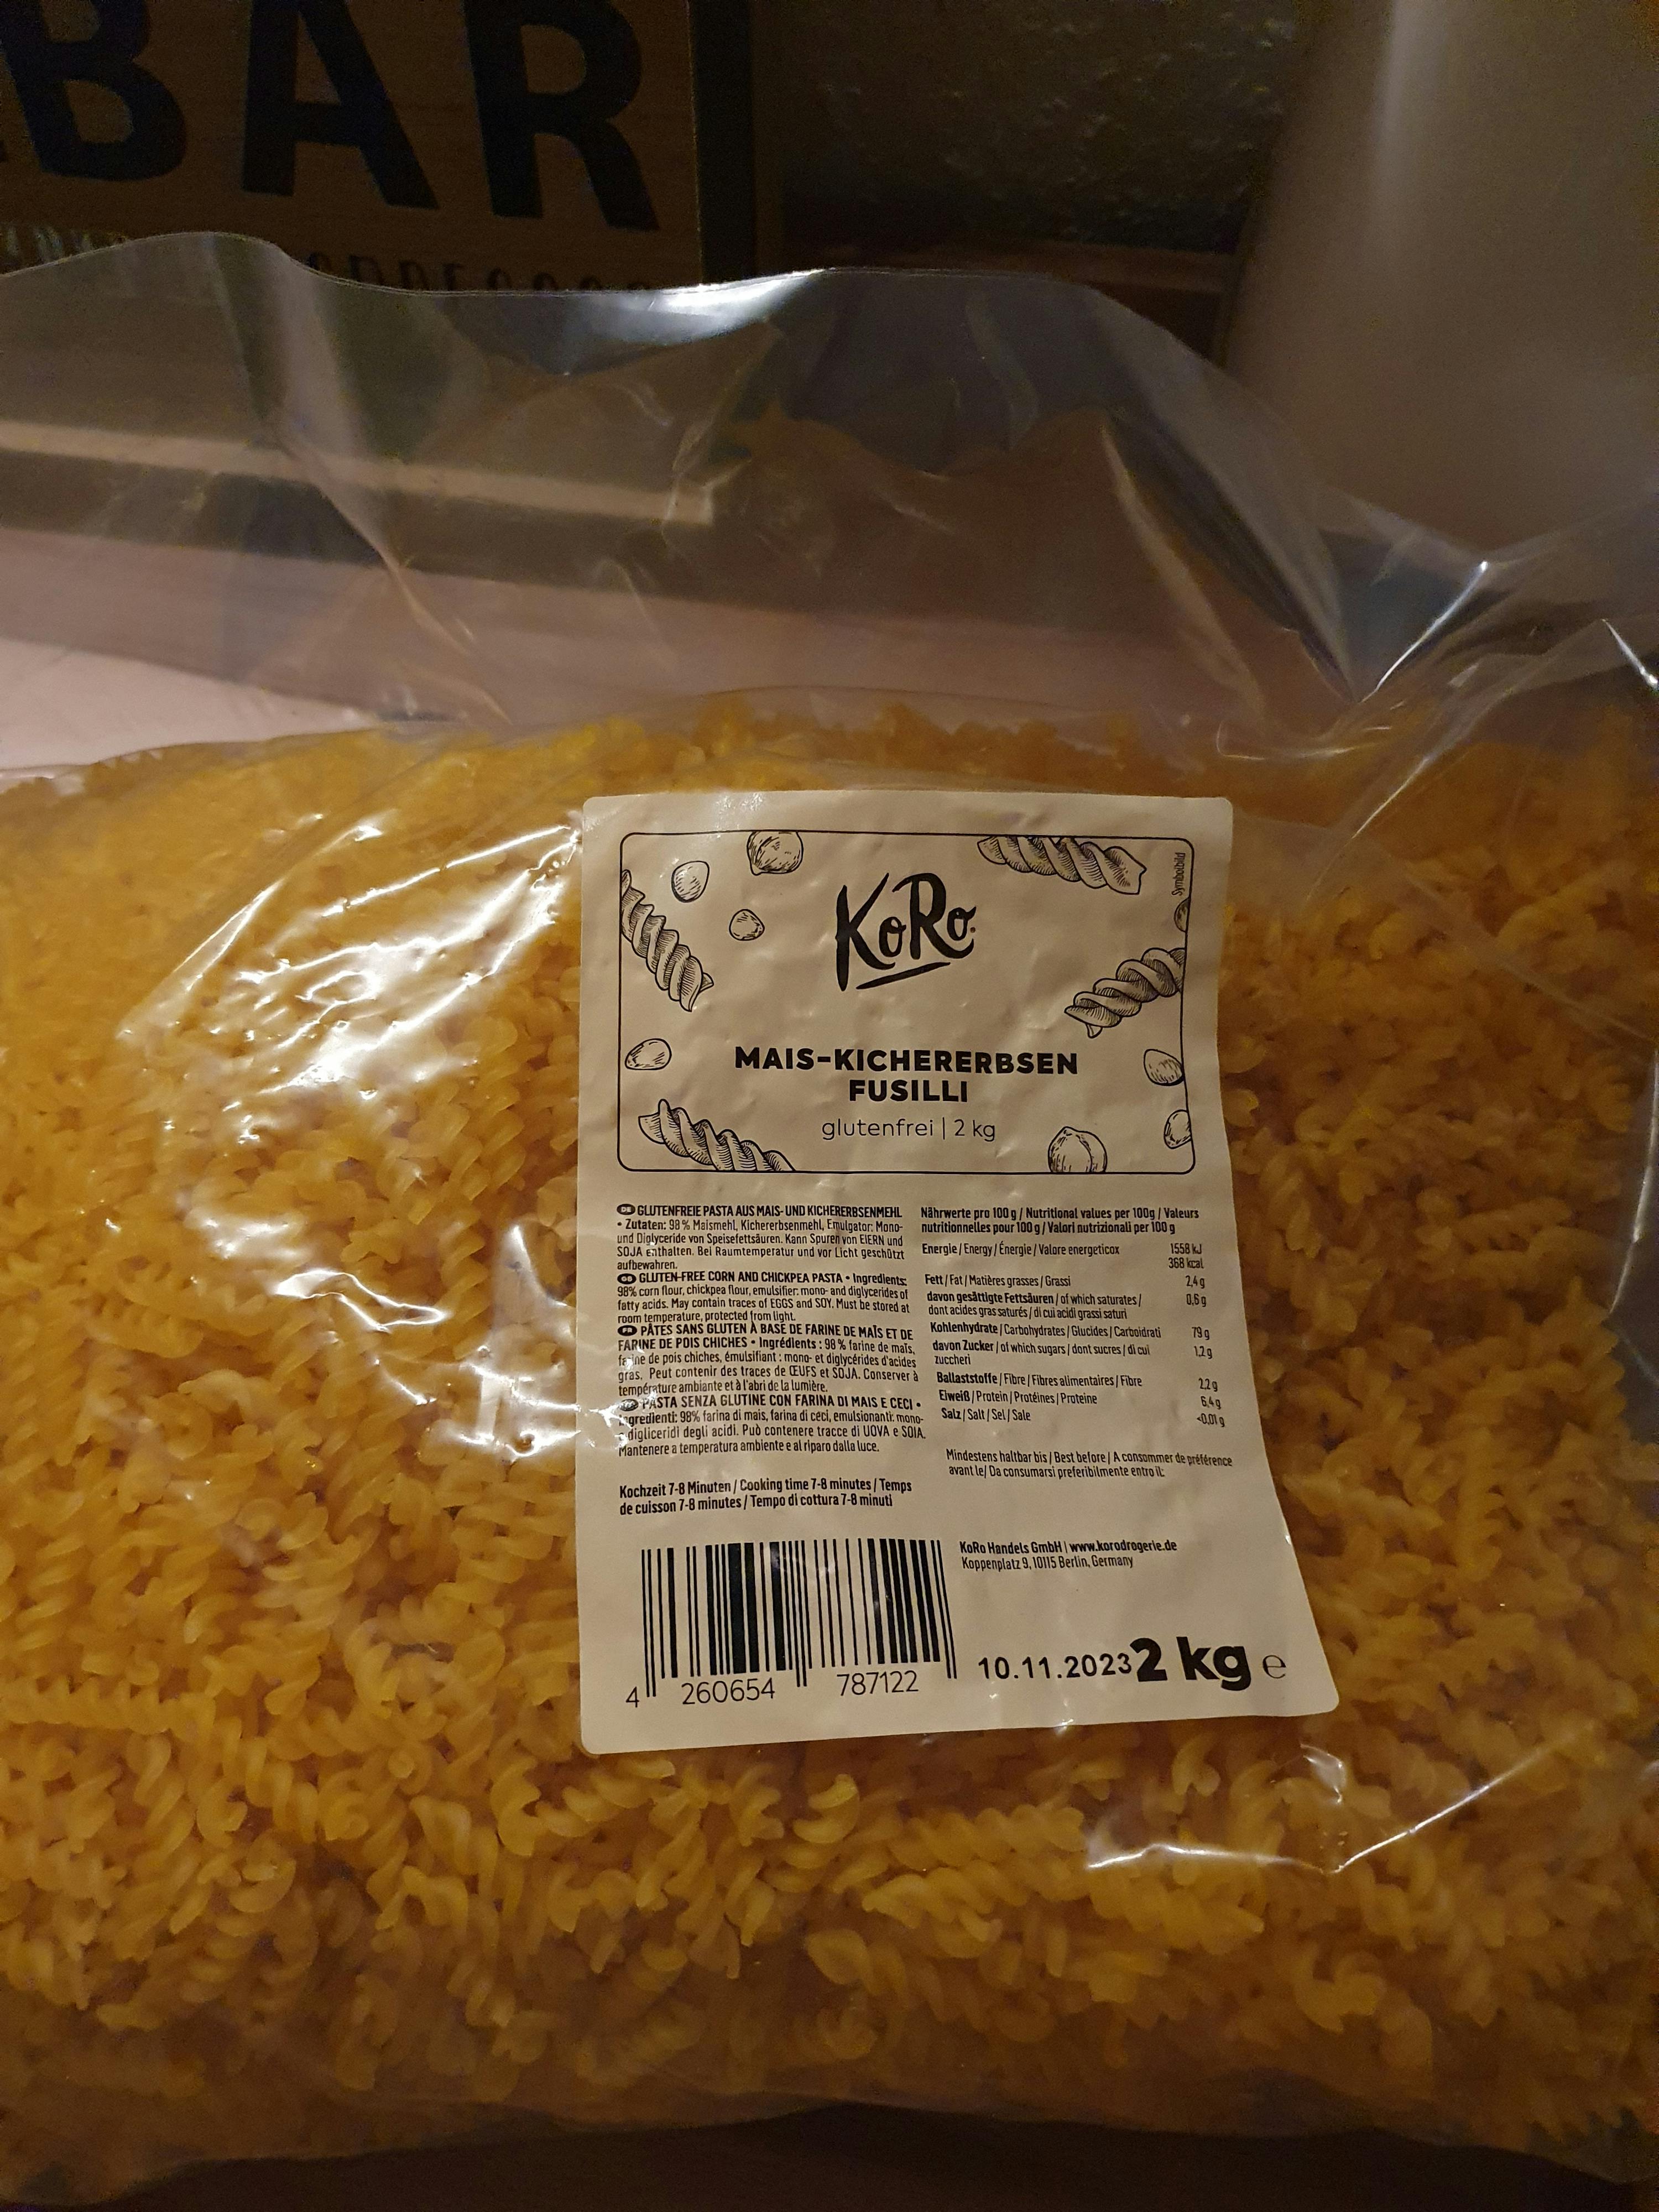 BAR
Symbolbild
KoRo
MAIS-KICHERERBSEN
FUSILLI
glutenfrei | 2 kg
DE GLUTENFREIE PASTA AUS MAIS- UND KICHERERBSENMEHL
• Zutaten: 98 % Maismehl, Kichererbsenmehl, Emulgator: Mono-
und Diglyceride von Speisefettsäuren. Kann Spuren von EIERN und
SOJA enthalten. Bei Raumtemperatur und vor Licht geschützt
aufbewahren.
GB GLUTEN-FREE CORN AND CHICKPEA PASTA • Ingredients:
98% corn flour, chickpea flour, emulsifier: mono- and diglycerides of
fatty acids. May contain traces of EGGS and SOY. Must be stored at
room temperature, protected from light.
FR PÂTES SANS GLUTEN À BASE DE FARINE DE MAÏS ET DE
FARINE DE POIS CHICHES • Ingrédients : 98 % farine de maïs,
farine de pois chiches, émulsifiant : mono- et diglycérides d'acides
gras. Peut contenir des traces de ŒUFS et SOJA. Conserver à
température ambiante et à l'abri de la lumière.
PASTA SENZA GLUTINE CON FARINA DI MAIS E CECI •
Ingredienti: 98% farina di mais, farina di ceci, emulsionanti: mono-
e digliceridi degli acidi. Può contenere tracce di UOVA e SOIA.
Mantenere a temperatura ambiente e al riparo dalla luce.
Kochzeit 7-8 Minuten / Cooking time 7-8 minutes / Temps
de cuisson 7-8 minutes / Tempo di cottura 7-8 minuti
Nährwerte pro 100 g / Nutritional values per 100g / Valeurs
nutritionnelles pour 100 g / Valori nutrizionali per 100 g
Energie / Energy / Énergie / Valore energeticox 1558 kJ
368 kcal
Fett / Fat / Matières grasses / Grassi 2,4 g
davon gesättigte Fettsäuren / of which saturates / 0,6 g
dont acides gras saturés / di cui acidi grassi saturi
Kohlenhydrate / Carbohydrates / Glucides / Carboidrati 79 g
davon Zucker / of which sugars / dont sucres / di cui 1,2 g
zuccheri
Ballaststoffe / Fibre / Fibres alimentaires / Fibre 2,2 g
Eiweiß / Protein / Protéines / Proteine 6,4 g
Salz / Salt / Sel / Sale <0,01 g
Mindestens haltbar bis / Best before / A consommer de préférence
avant le/ Da consumarsi preferibilmente entro il:
KoRo Handels GmbH | www.korodrogerie.de
Koppenplatz 9, 10115 Berlin, Germany
10.11.2023 2 kg e
4 260654 787122